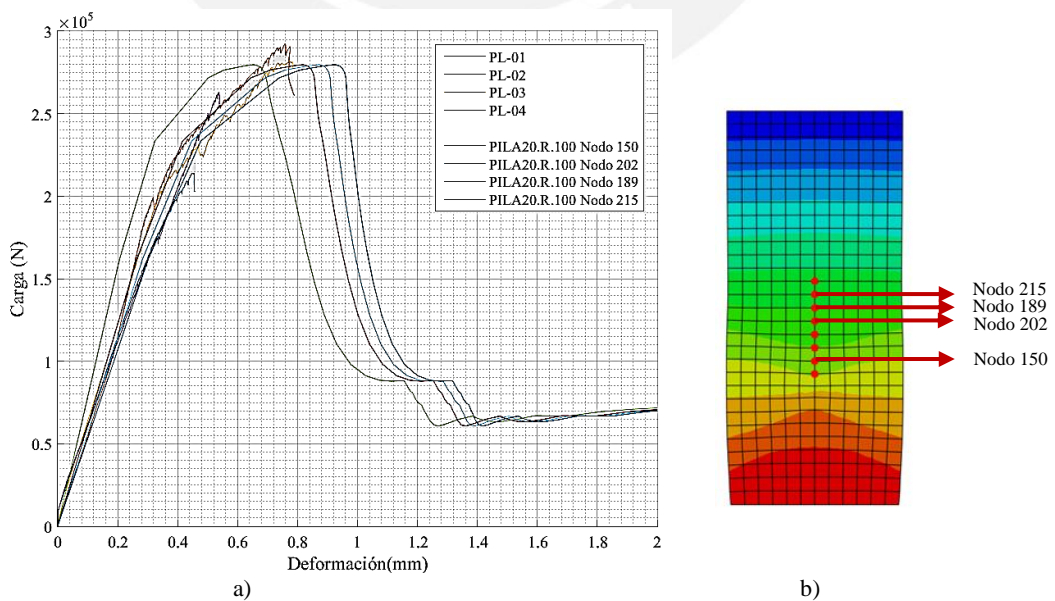 ×10⁵
3
2.5
2
1.5
1
0.5
0
Carga (N)
0 0.2 0.4 0.6 0.8 1 1.2 1.4 1.6 1.8 2
Deformación(mm)
PL-01
PL-02
PL-03
PL-04
PILA20.R.100 Nodo 150
PILA20.R.100 Nodo 202
PILA20.R.100 Nodo 189
PILA20.R.100 Nodo 215
a)
Nodo 215
Nodo 189
Nodo 202
Nodo 150
b)